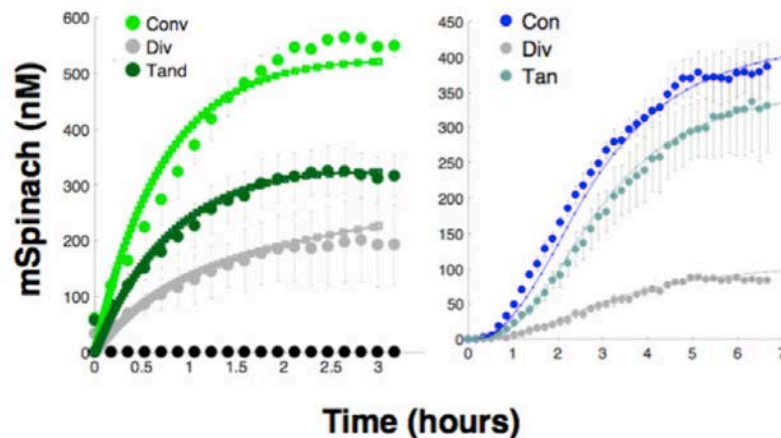 mSpinach (nM)
600
500
400
300
200
100
0
Conv
Div
Tand
0 0.5 1 1.5 2 2.5 3
450
400
350
300
250
200
150
100
50
0
Con
Div
Tan
0 1 2 3 4 5 6 7
Time (hours)